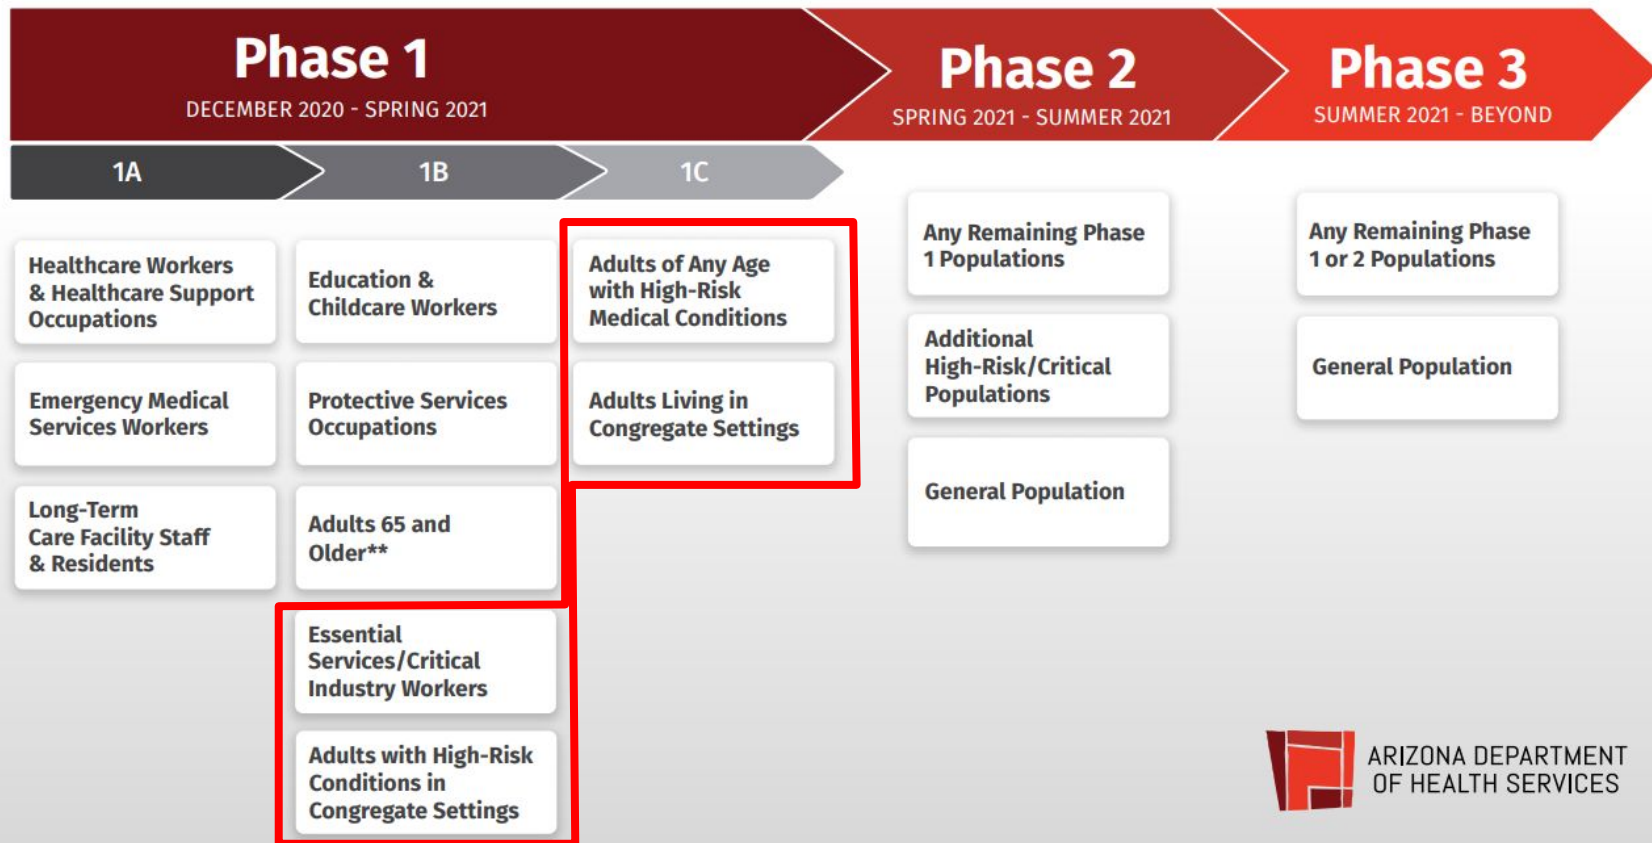 Phase 1
DECEMBER 2020 - SPRING 2021
Phase 2
SPRING 2021 - SUMMER 2021
Phase 3
SUMMER 2021 - BEYOND
1A
1B
1C
Healthcare Workers
& Healthcare Support
Occupations
Emergency Medical
Services Workers
Long-Term
Care Facility Staff
& Residents
Education &
Childcare Workers
Protective Services
Occupations
Adults 65 and
Older**
Essential
Services/Critical
Industry Workers
Adults with High-Risk
Conditions in
Congregate Settings
Adults of Any Age
with High-Risk
Medical Conditions
Adults Living in
Congregate Settings
Any Remaining Phase
1 Populations
Additional
High-Risk/Critical
Populations
General Population
Any Remaining Phase
1 or 2 Populations
General Population
ARIZONA DEPARTMENT
OF HEALTH SERVICES